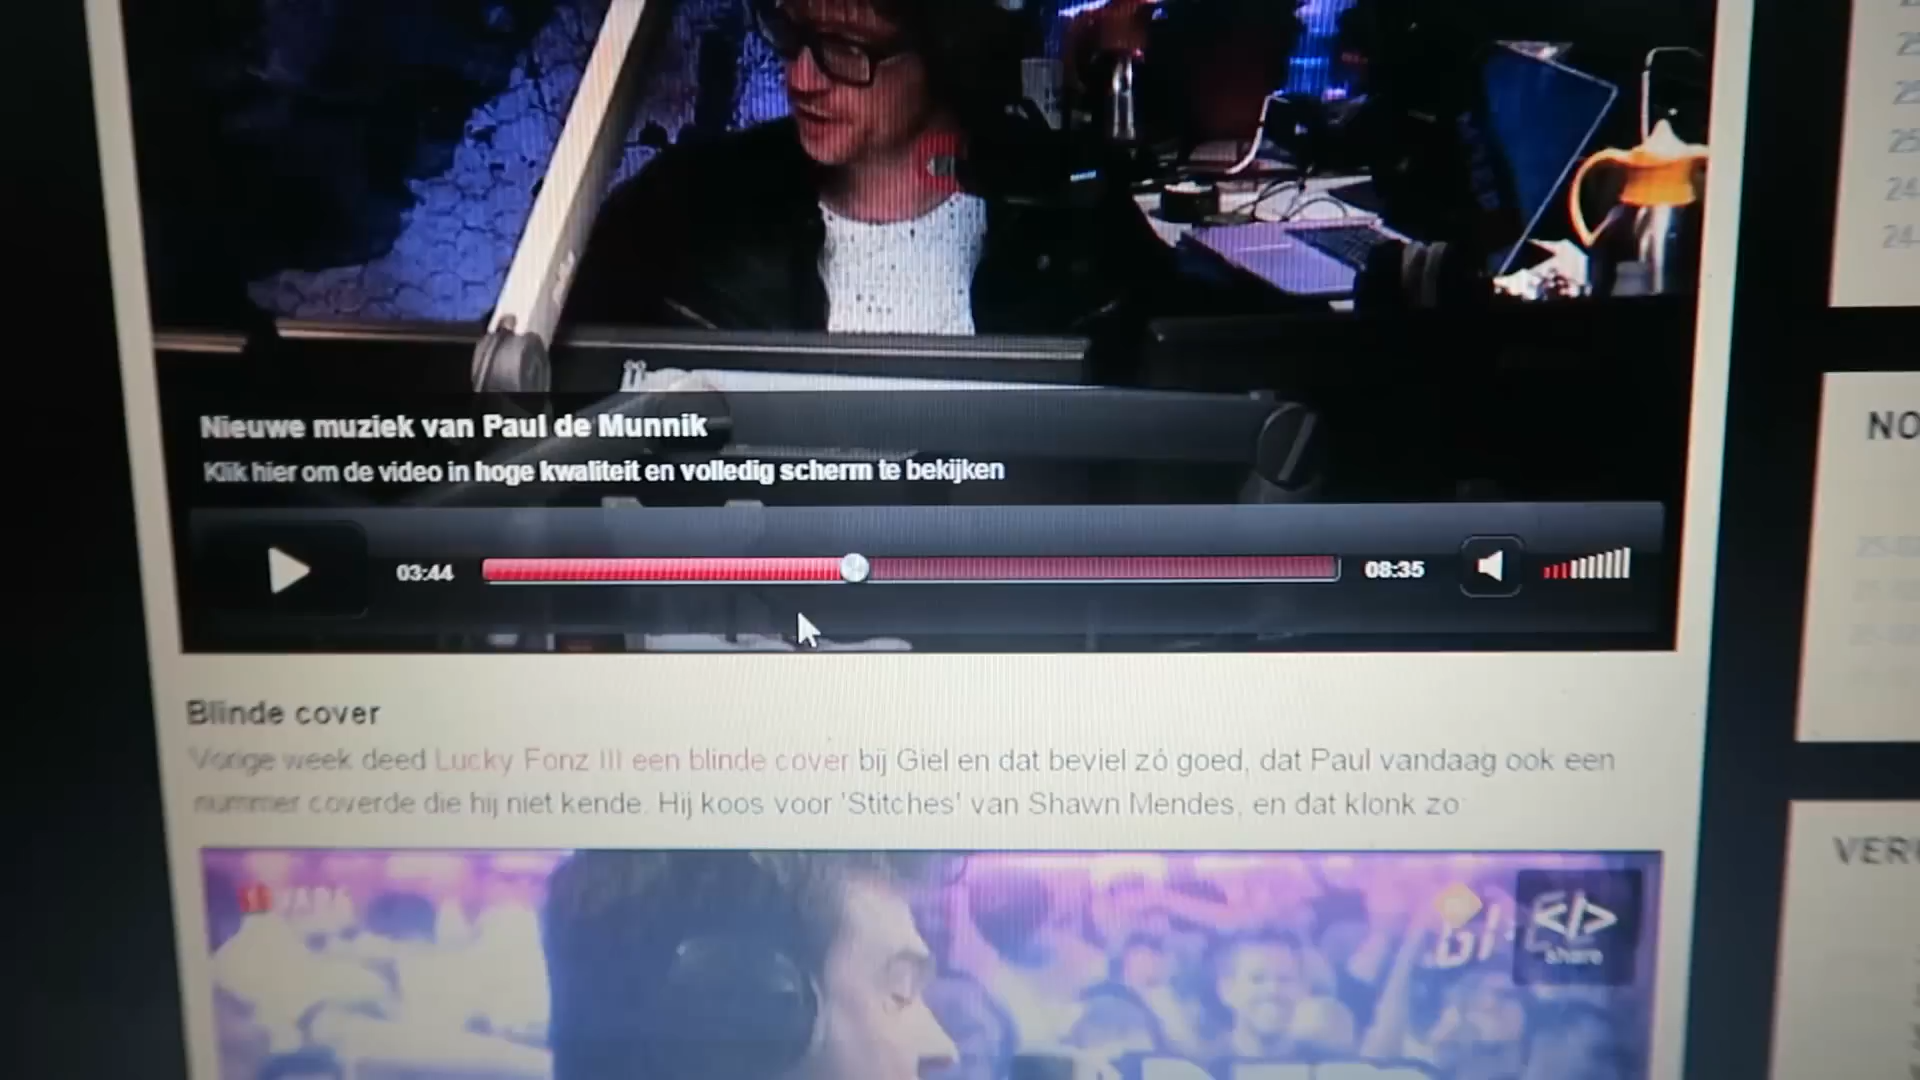 Nieuwe muziek van Paul de Munnik
Klik hier om de video in hoge kwaliteit en volledig scherm te bekijken
03:44
08:35
Blinde cover
Vorige week deed Lucky Fonz III een blinde cover bij Giel en dat beviel zó goed, dat Paul vandaag ook een
nummer coverde die hij niet kende. Hij koos voor 'Stitches' van Shawn Mendes, en dat klonk zo
VARA
share
NO
VER